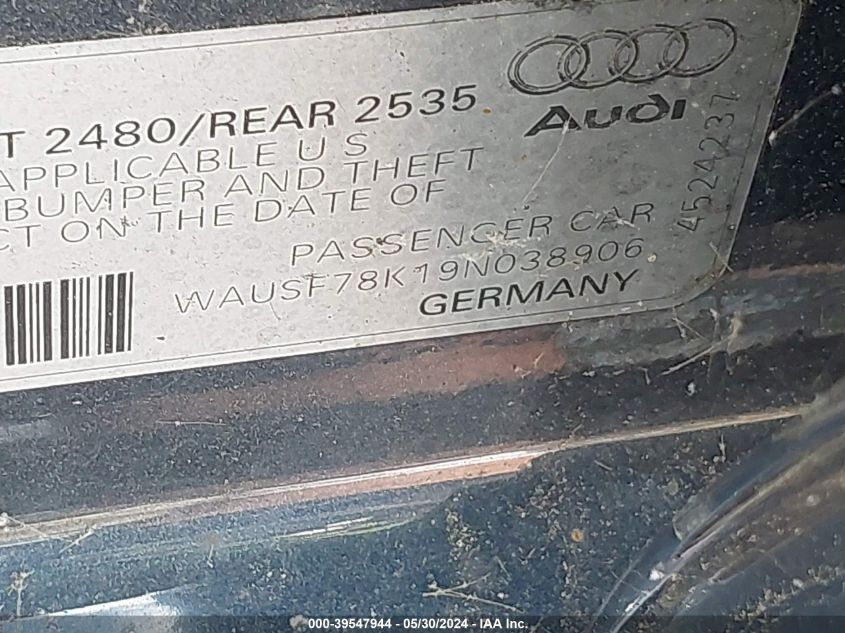 T 2480/REAR 2535
APPLICABLE U S
BUMPER AND THEFT
CT ON THE DATE OF
PASSENGER CAR
WAUSF78K19N038906
GERMANY
Audi
4524237
000-39547944 - 05/30/2024 - IAA Inc.